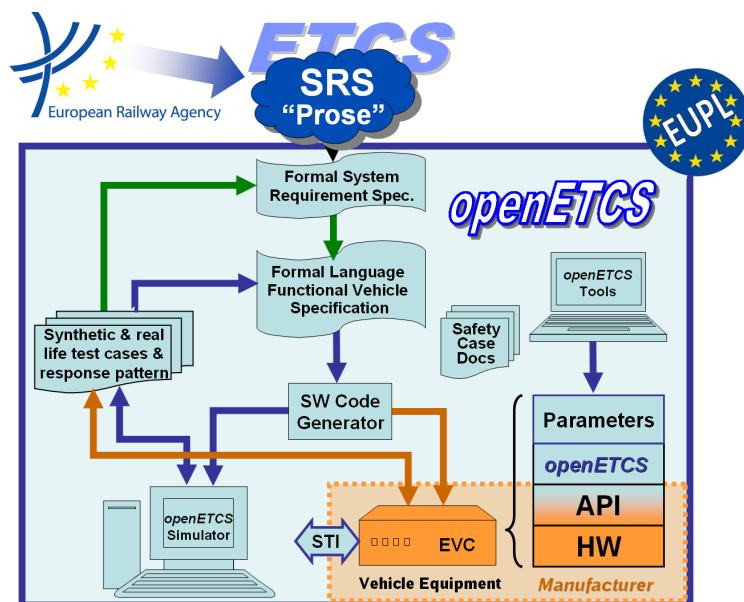 ETCS
SRS
“Prose”
European Railway Agency
EUPL
Formal System
Requirement Spec.
openETCS
Formal Language
Functional Vehicle
Specification
openETCS
Tools
Synthetic & real
life test cases &
response pattern
Safety
Case
Docs
SW Code
Generator
Parameters
openETCS
API
HW
openETCS
Simulator
STI
EVC
Vehicle Equipment
Manufacturer